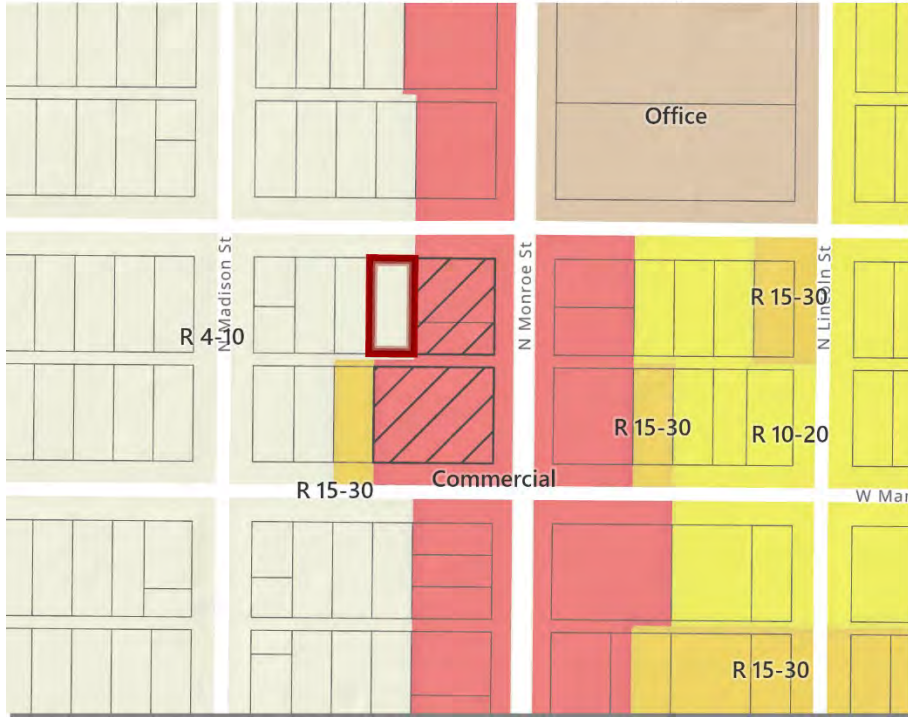 Office
N Madison St
N Monroe St
N Lincoln St
R 15-30
R 4-10
R 15-30
R 10-20
Commercial
R 15-30
W Mar
R 15-30